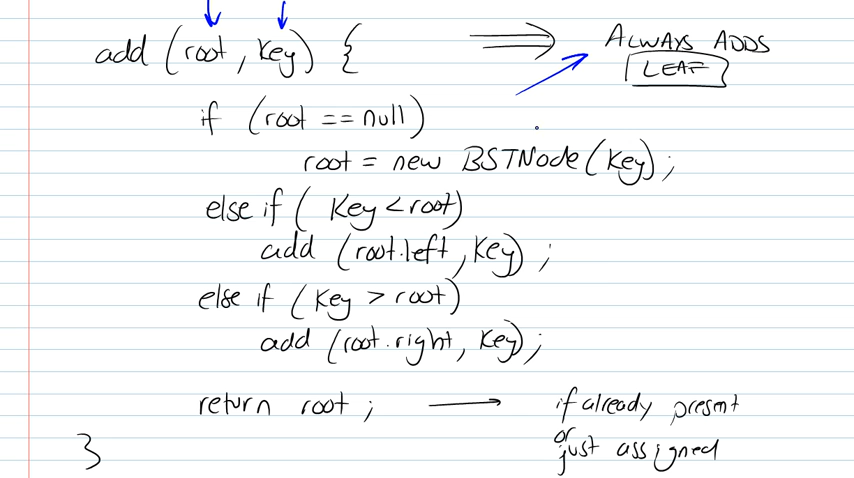 add (root, key) { ⟹ ALWAYS ADDS
LEAF
if (root == null)
root = new BSTNode(key);
else if ( key < root)
add (root.left, key) ;
else if (key > root)
add (root.right, key);
return root ; ⟶ if already present
or
just assigned
}